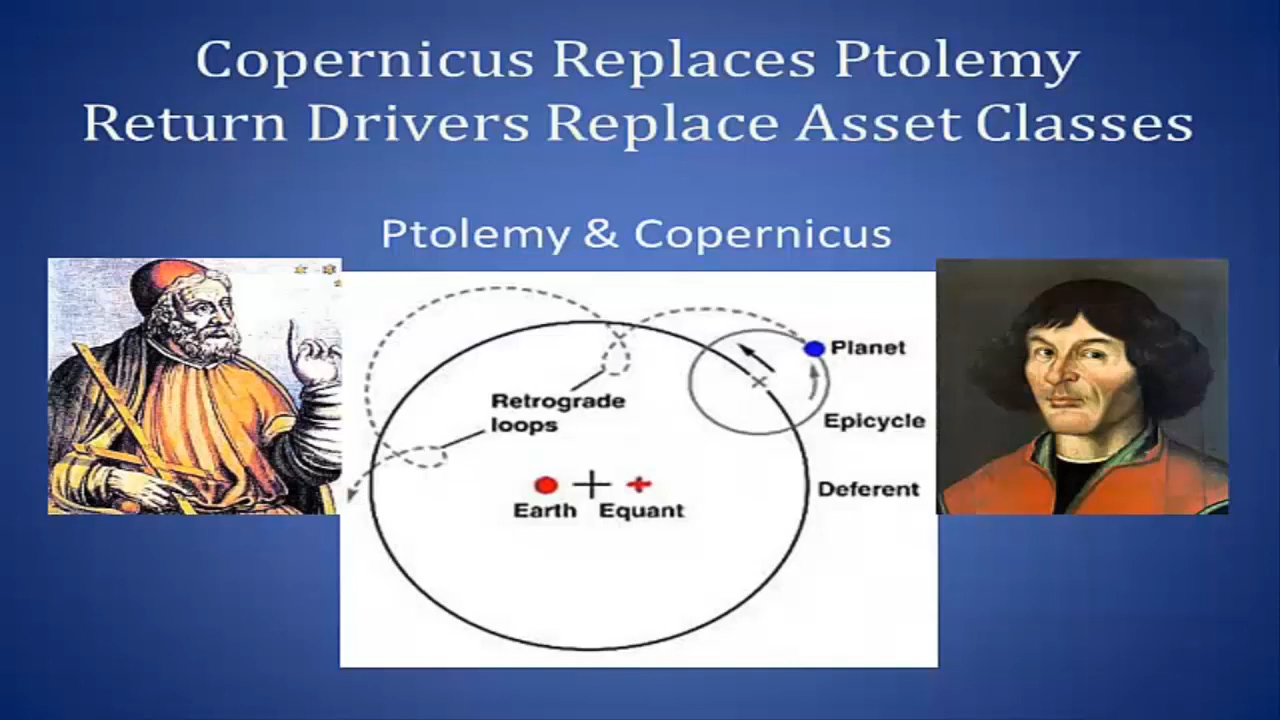 Copernicus Replaces Ptolemy
Return Drivers Replace Asset Classes
Ptolemy & Copernicus
Planet
Retrograde
loops
Epicycle
Deferent
Earth
Equant